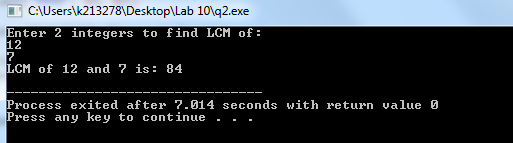 C:\Users\k213278\Desktop\Lab 10\q2.exe
Enter 2 integers to find LCM of:
12
7
LCM of 12 and 7 is: 84
--------------------------------
Process exited after 7.014 seconds with return value 0
Press any key to continue . . .